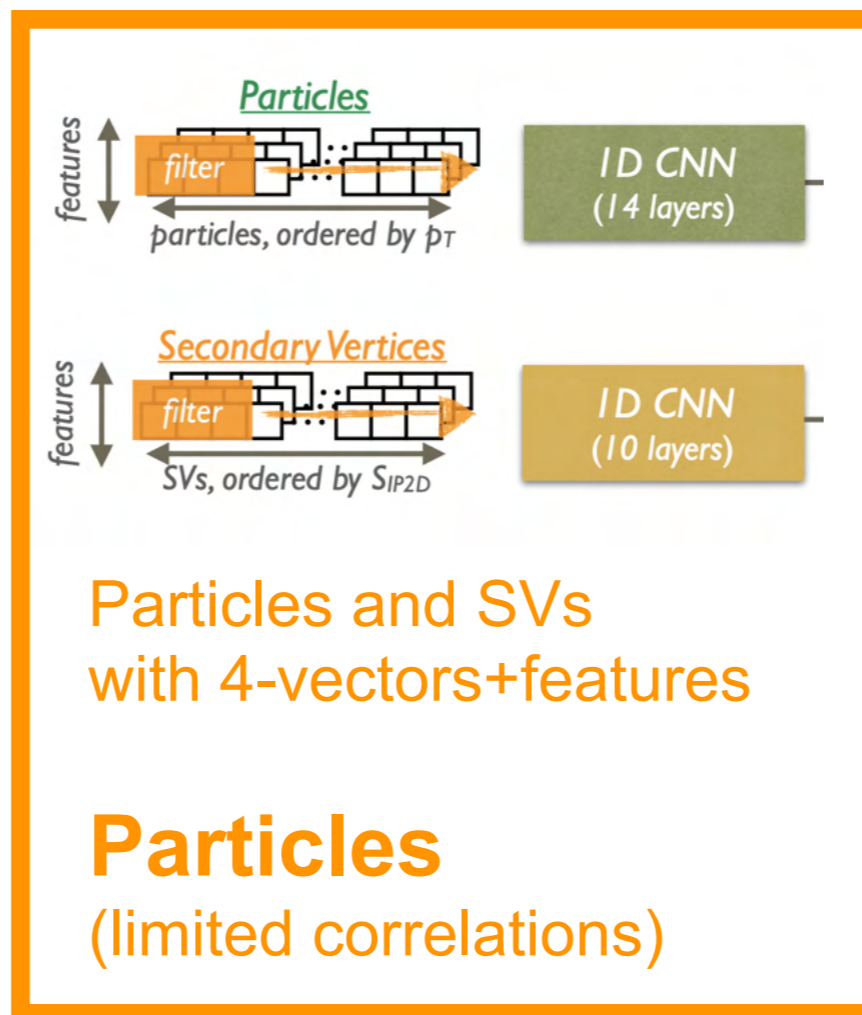 Particles
features
filter
particles, ordered by pT
1D CNN
(14 layers)
Secondary Vertices
features
filter
SVs, ordered by SIP2D
1D CNN
(10 layers)
Particles and SVs
with 4-vectors+features
Particles
(limited correlations)